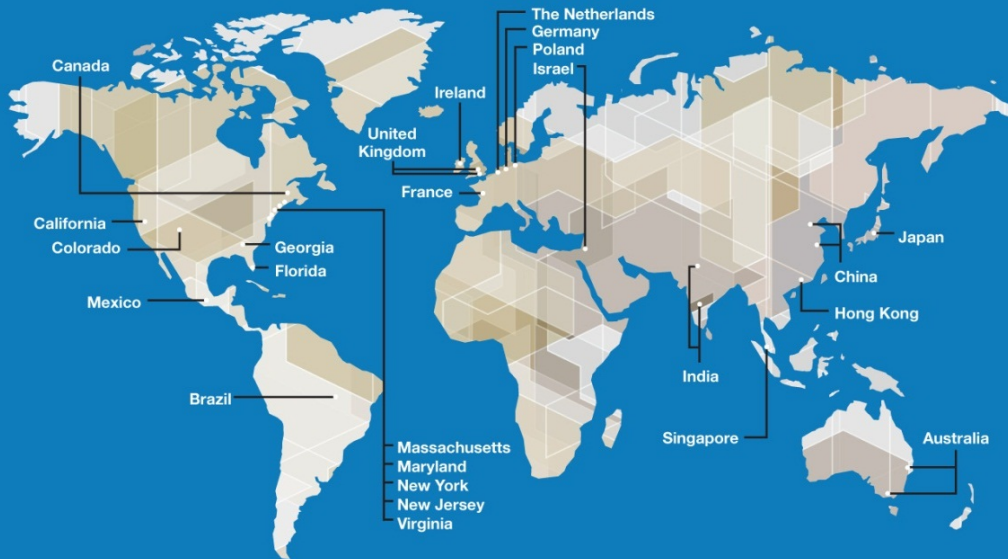 The Netherlands
Germany
Poland
Israel
Canada
Ireland
United
Kingdom
France
California
Colorado
Georgia
Florida
Mexico
Japan
China
Hong Kong
India
Brazil
Singapore
Australia
Massachusetts
Maryland
New York
New Jersey
Virginia